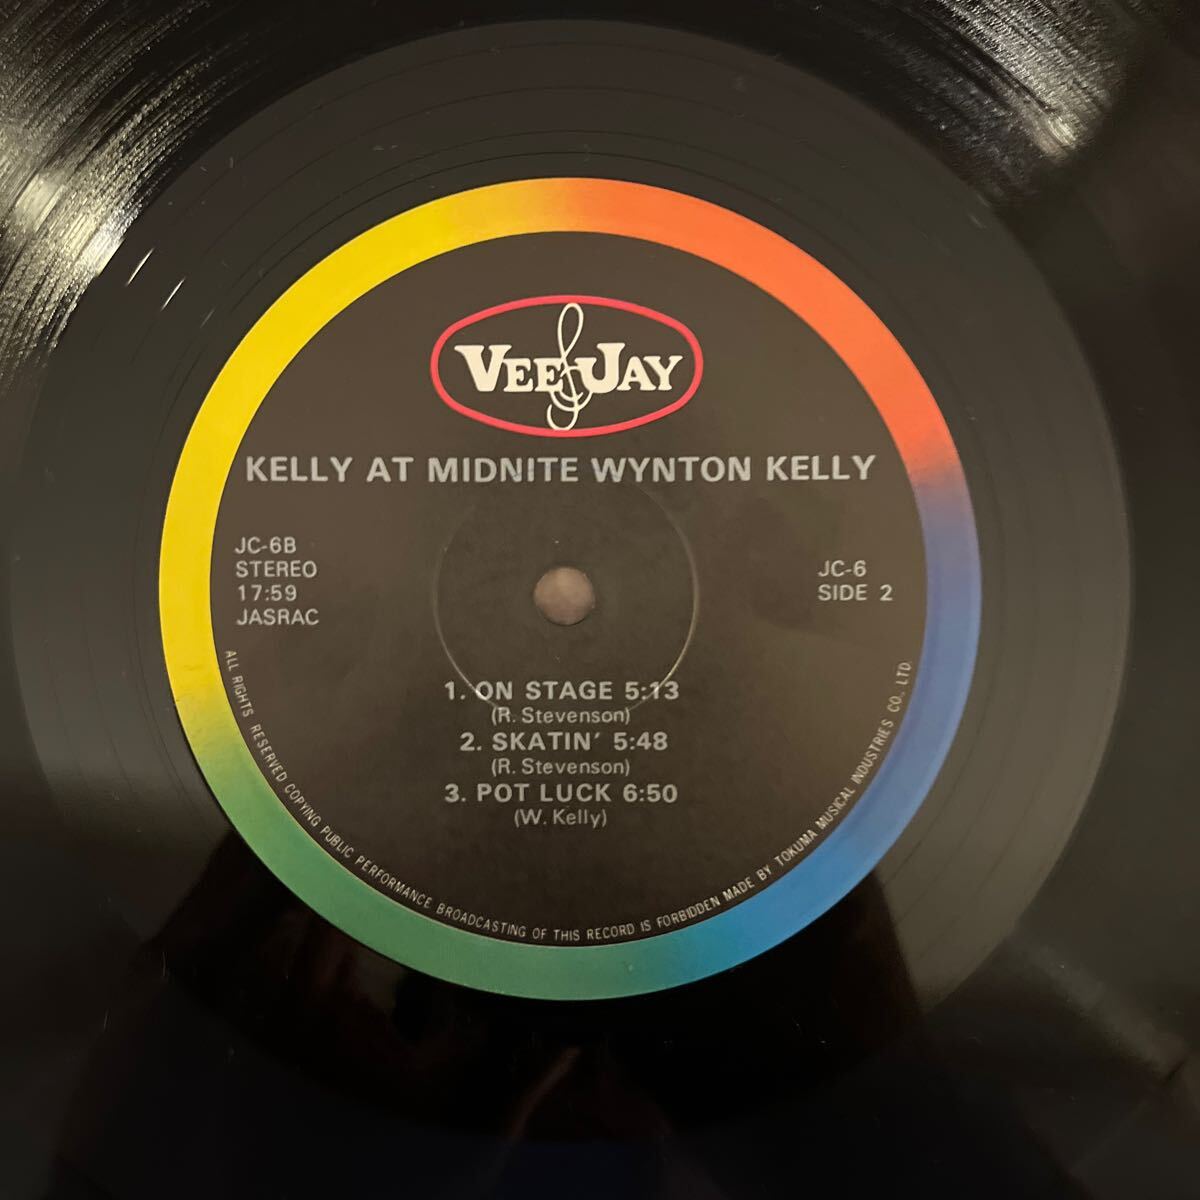 VEE JAY
KELLY AT MIDNITE WYNTON KELLY
JC-6B
STEREO
17:59
JASRAC
JC-6
SIDE 2
1. ON STAGE 5:13
(R. Stevenson)
2. SKATIN' 5:48
(R. Stevenson)
3. POT LUCK 6:50
(W. Kelly)
ALL RIGHTS RESERVED COPYING PUBLIC PERFORMANCE BROADCASTING OF THIS RECORD IS FORBIDDEN MADE BY TOKUMA MUSICAL INDUSTRIES CO., LTD.